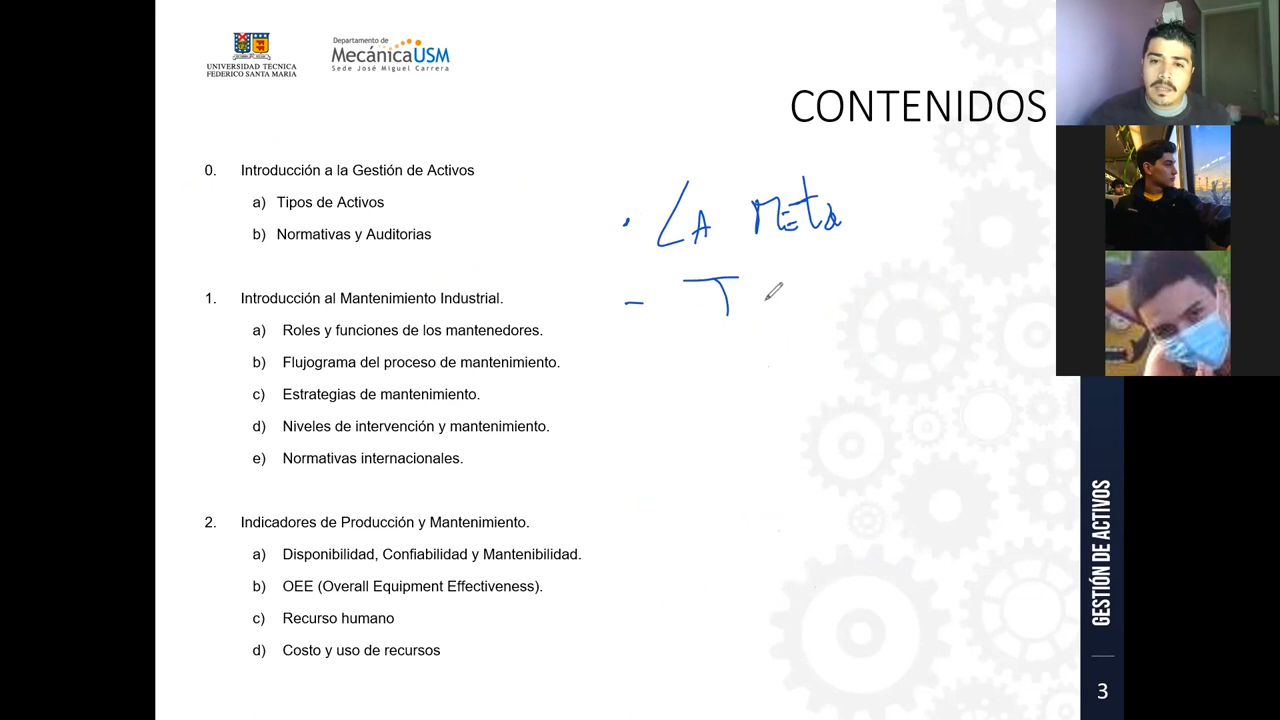 UNIVERSIDAD TECNICA
FEDERICO SANTA MARIA
Departamento de
MecánicaUSM
Sede José Miguel Carrera
CONTENIDOS
0. Introducción a la Gestión de Activos
a) Tipos de Activos
b) Normativas y Auditorias
1. Introducción al Mantenimiento Industrial.
a) Roles y funciones de los mantenedores.
b) Flujograma del proceso de mantenimiento.
c) Estrategias de mantenimiento.
d) Niveles de intervención y mantenimiento.
e) Normativas internacionales.
2. Indicadores de Producción y Mantenimiento.
a) Disponibilidad, Confiabilidad y Mantenibilidad.
b) OEE (Overall Equipment Effectiveness).
c) Recurso humano
d) Costo y uso de recursos
· LA Meta
- T
GESTIÓN DE ACTIVOS
3